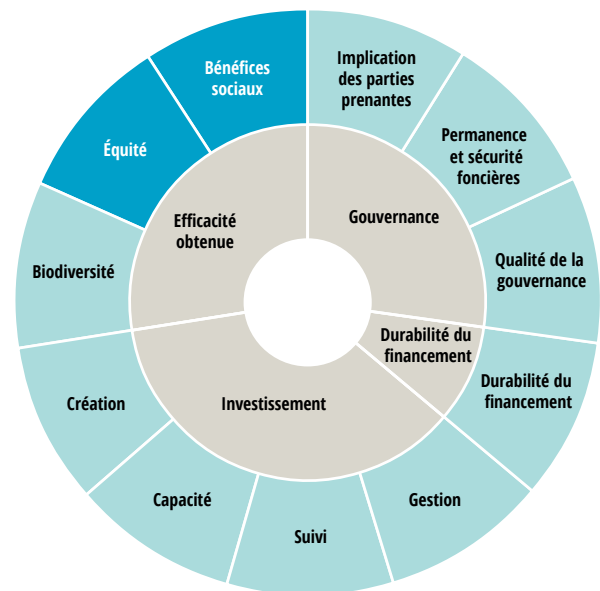 Implication
des parties
prenantes
Permanence
et sécurité
foncières
Qualité de la
gouvernance
Durabilité du
financement
Gestion
Suivi
Capacité
Création
Biodiversité
Équité
Bénéfices
sociaux
Gouvernance
Durabilité du
financement
Investissement
Efficacité
obtenue